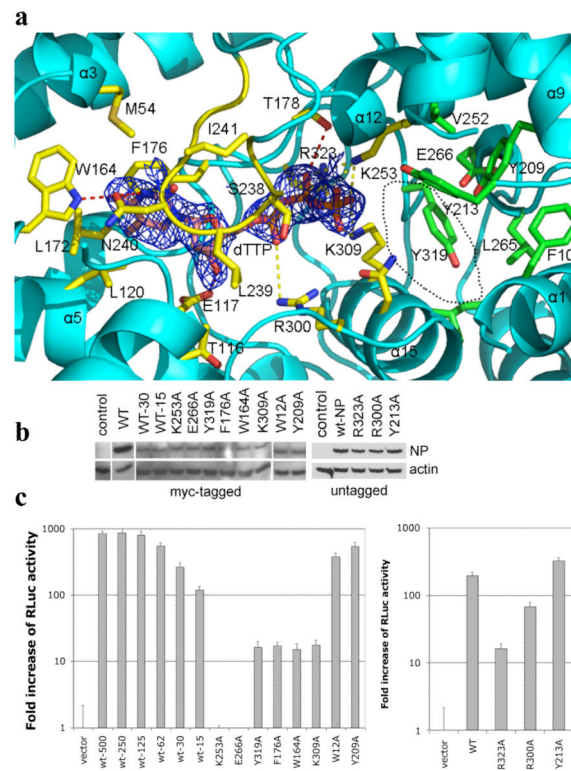 a
α3
M54
T178
α12
V252
α9
I241
F176
R323
E266
W164
K253
Y209
S238
Y213
L172
N240
dTTP
K309
L265
Y319
L239
F10
L120
E117
α5
R300
α1
α15
T116
b
control
WT
WT-30
WT-15
K253A
E266A
Y319A
F176A
W164A
K309A
W12A
Y209A
control
wt-NP
R323A
R300A
Y213A
NP
actin
myc-tagged
untagged
c
Fold increase of RLuc activity
1000
100
10
1
vector
wt-500
wt-250
wt-125
wt-62
wt-30
wt-15
K253A
E266A
Y319A
F176A
W164A
K309A
W12A
Y209A
Fold increase of RLuc activity
1000
100
10
1
vector
WT
R323A
R300A
Y213A